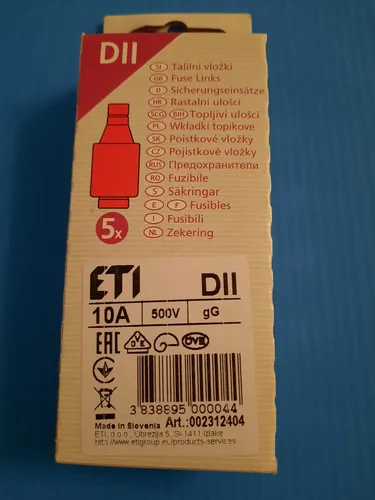 DII
SI Talilni vložki
GB Fuse Links
D Sicherungseinsätze
HR Rastalni ulošci
SCG BIH Topljivi ulošci
PL Wkładki topikowe
SK Poistkové vložky
CZ Pojistkové vložky
RUS Предохранители
RO Fuzibile
S Säkringar
E F Fusibles
I Fusibili
NL Zekering
5x
ETI DII
10A 500V gG
EAC VDE ÖVE
3 838895 000044
Made in Slovenia Art.:002312404
ETI, d.o.o., Obrezija 5, SI-1411 Izlake
http://www.etigroup.eu/products-services